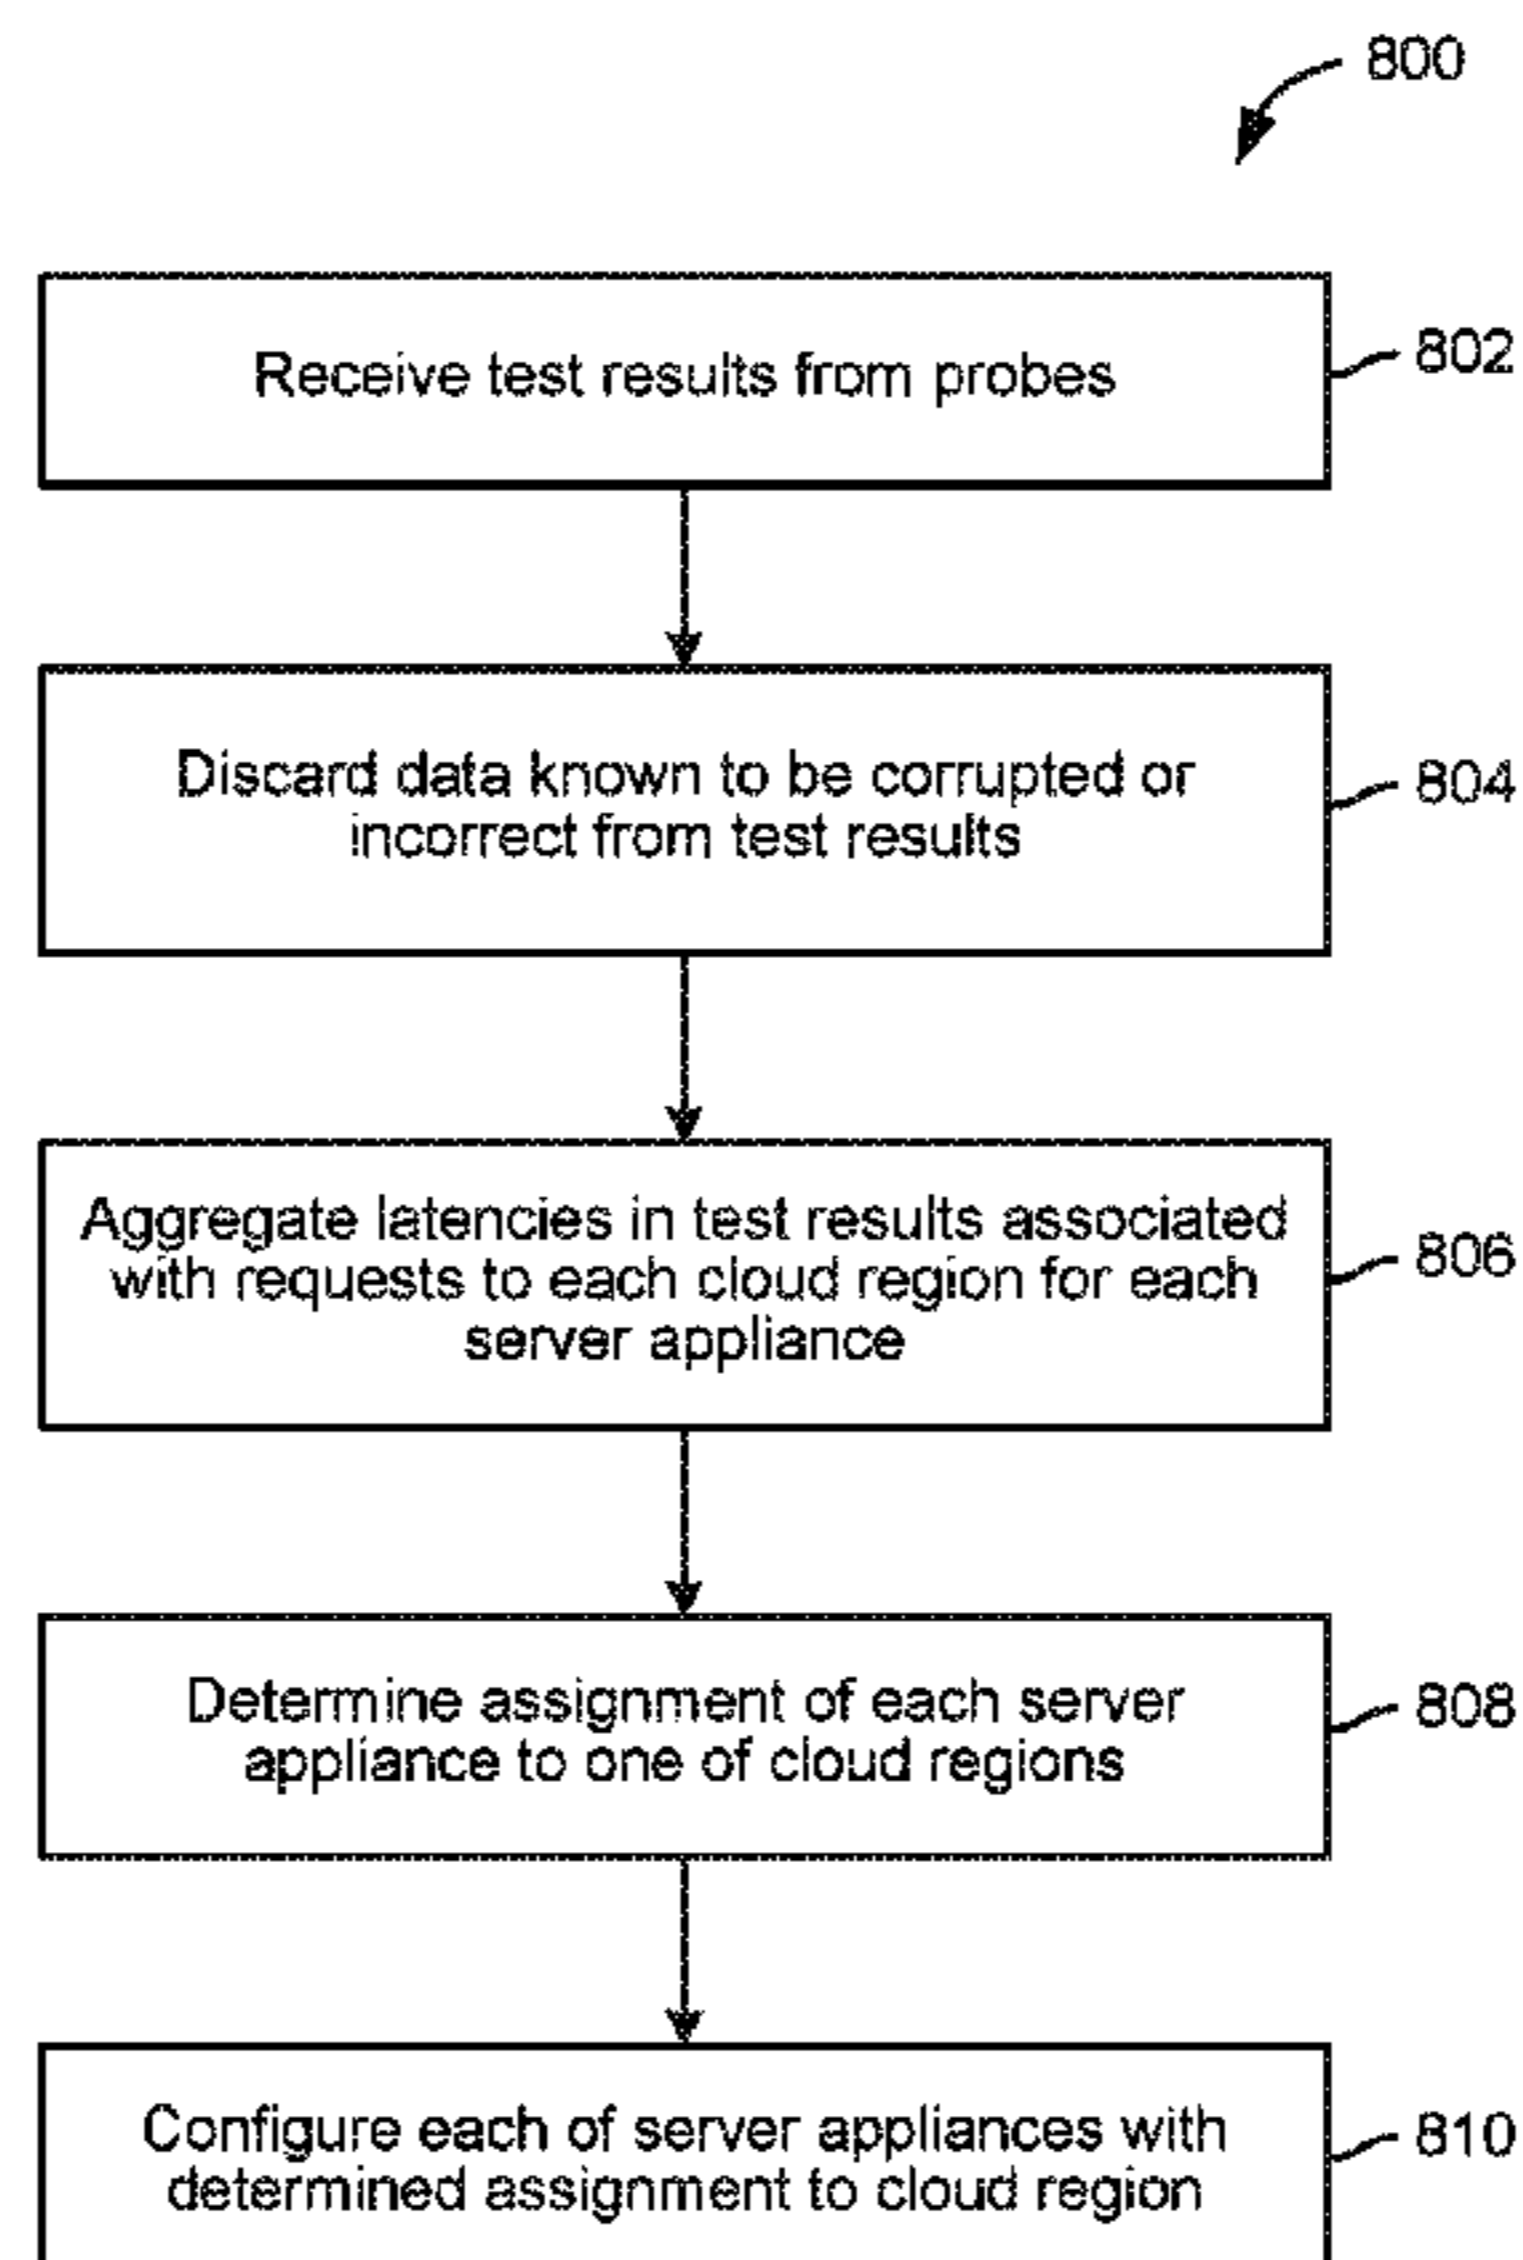 800
Receive test results from probes
802
Discard data known to be corrupted or
incorrect from test results
804
Aggregate latencies in test results associated
with requests to each cloud region for each
server appliance
806
Determine assignment of each server
appliance to one of cloud regions
808
Configure each of server appliances with
determined assignment to cloud region
810